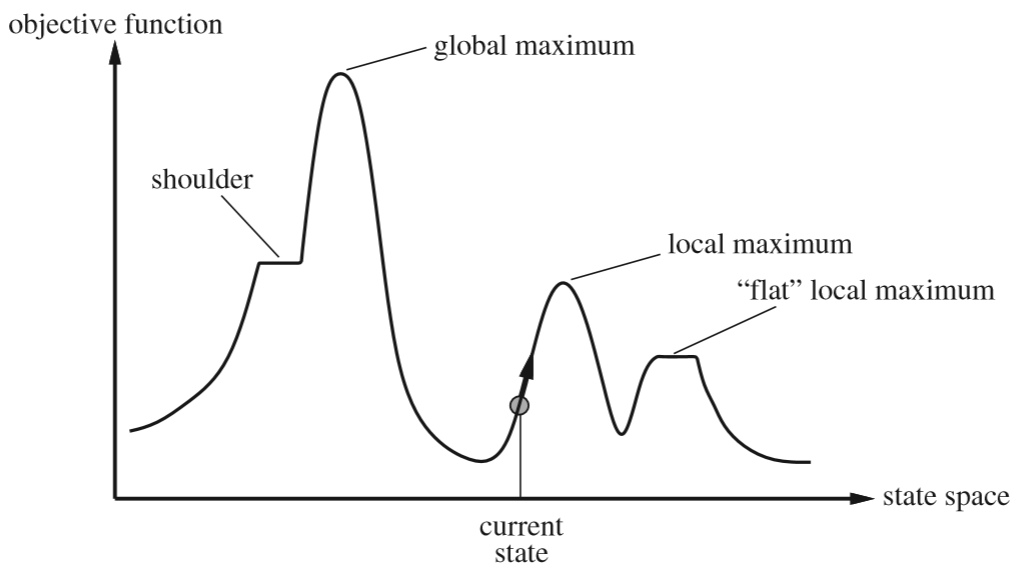 objective function
global maximum
shoulder
local maximum
“flat” local maximum
state space
current
state